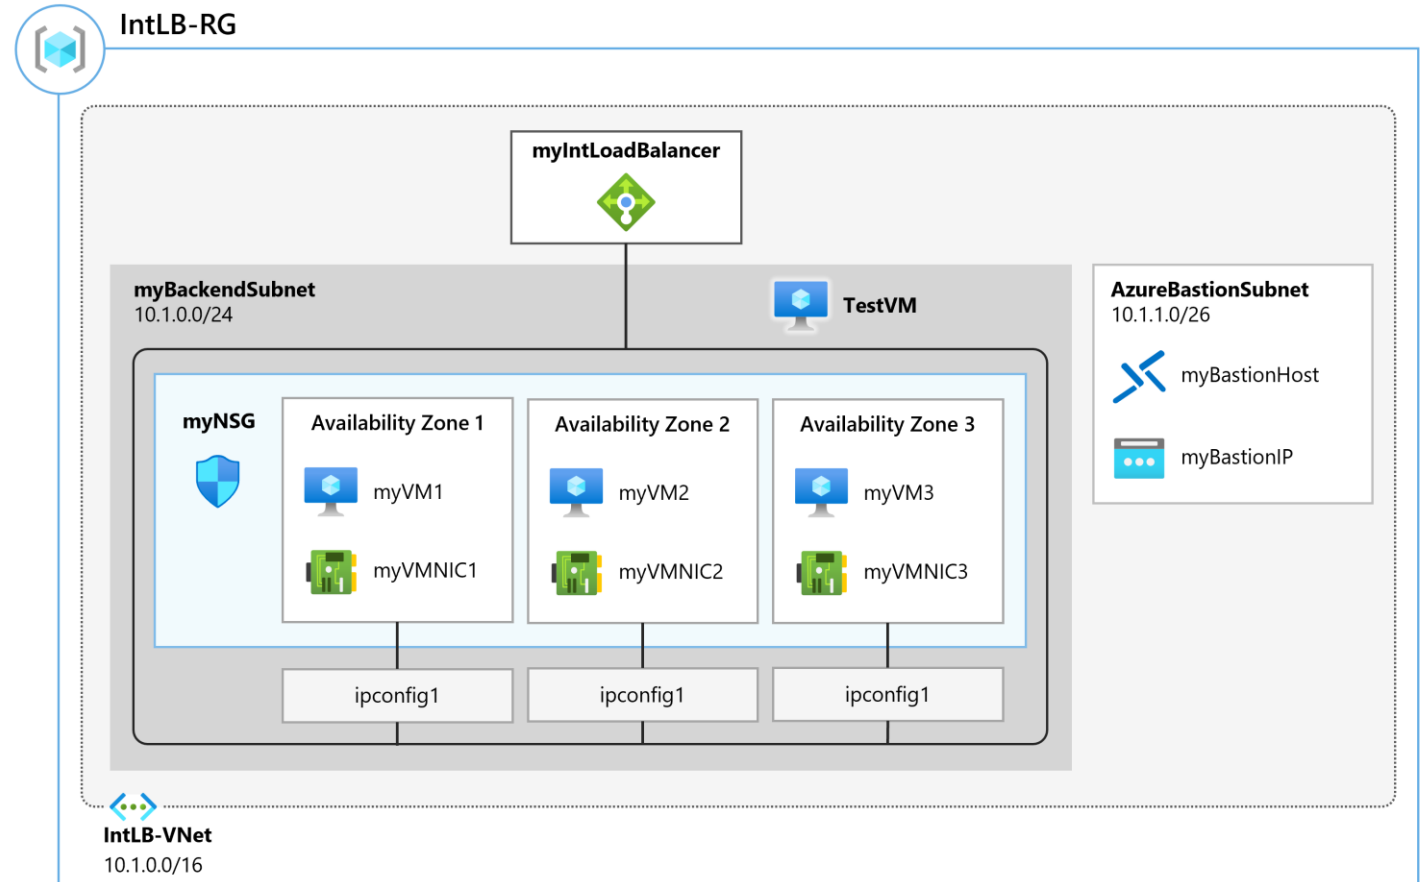 IntLB-RG
myIntLoadBalancer
myBackendSubnet
10.1.0.0/24
TestVM
AzureBastionSubnet
10.1.1.0/26
myBastionHost
myBastionIP
myNSG
Availability Zone 1
myVM1
myVMNIC1
ipconfig1
Availability Zone 2
myVM2
myVMNIC2
ipconfig1
Availability Zone 3
myVM3
myVMNIC3
ipconfig1
IntLB-VNet
10.1.0.0/16